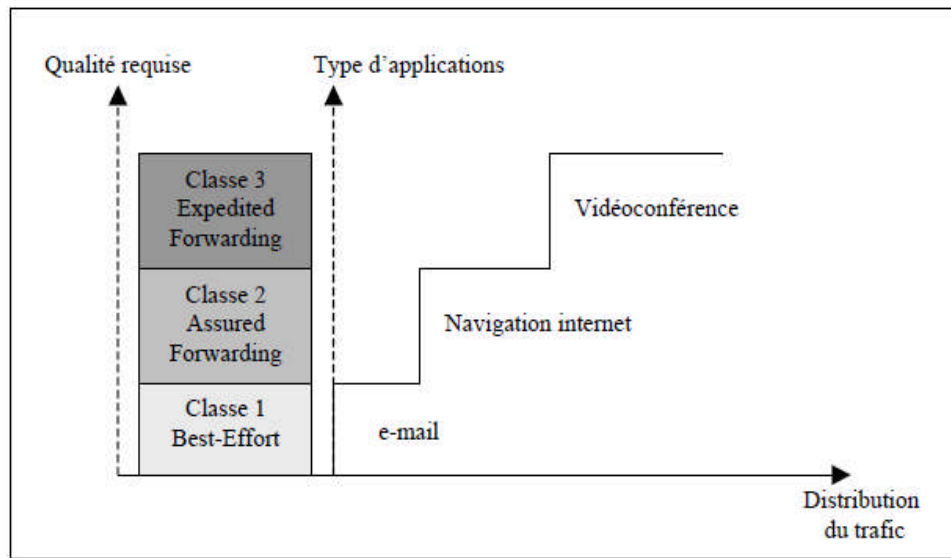 Qualité requise
Type d’applications
Classe 3
Expedited
Forwarding
Vidéoconférence
Classe 2
Assured
Forwarding
Navigation internet
Classe 1
Best-Effort
e-mail
Distribution
du trafic